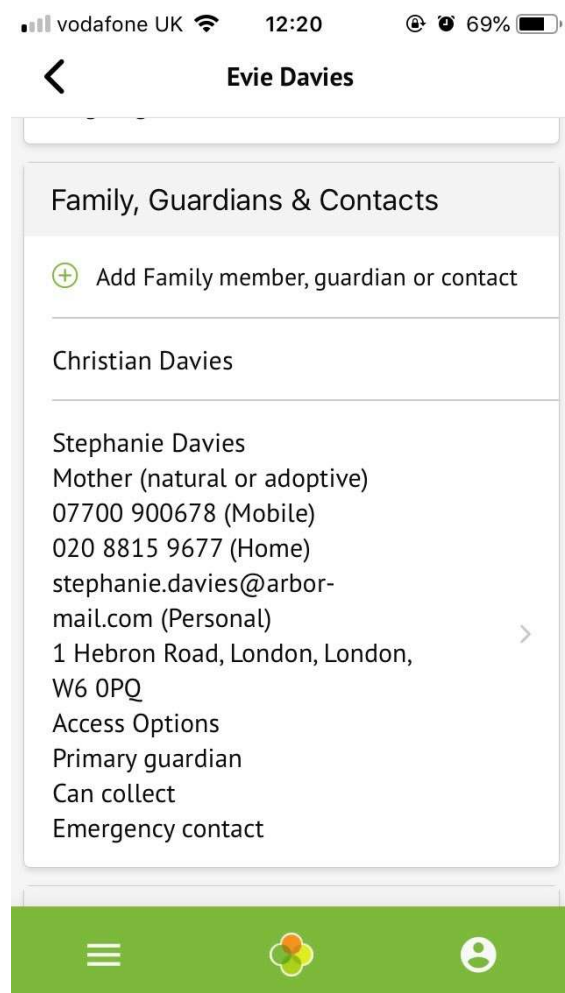 vodafone UK 12:20 69%
Evie Davies
Family, Guardians & Contacts
Add Family member, guardian or contact
Christian Davies
Stephanie Davies
Mother (natural or adoptive)
07700 900678 (Mobile)
020 8815 9677 (Home)
stephanie.davies@arbor-
mail.com (Personal)
1 Hebron Road, London, London,
W6 0PQ
Access Options
Primary guardian
Can collect
Emergency contact